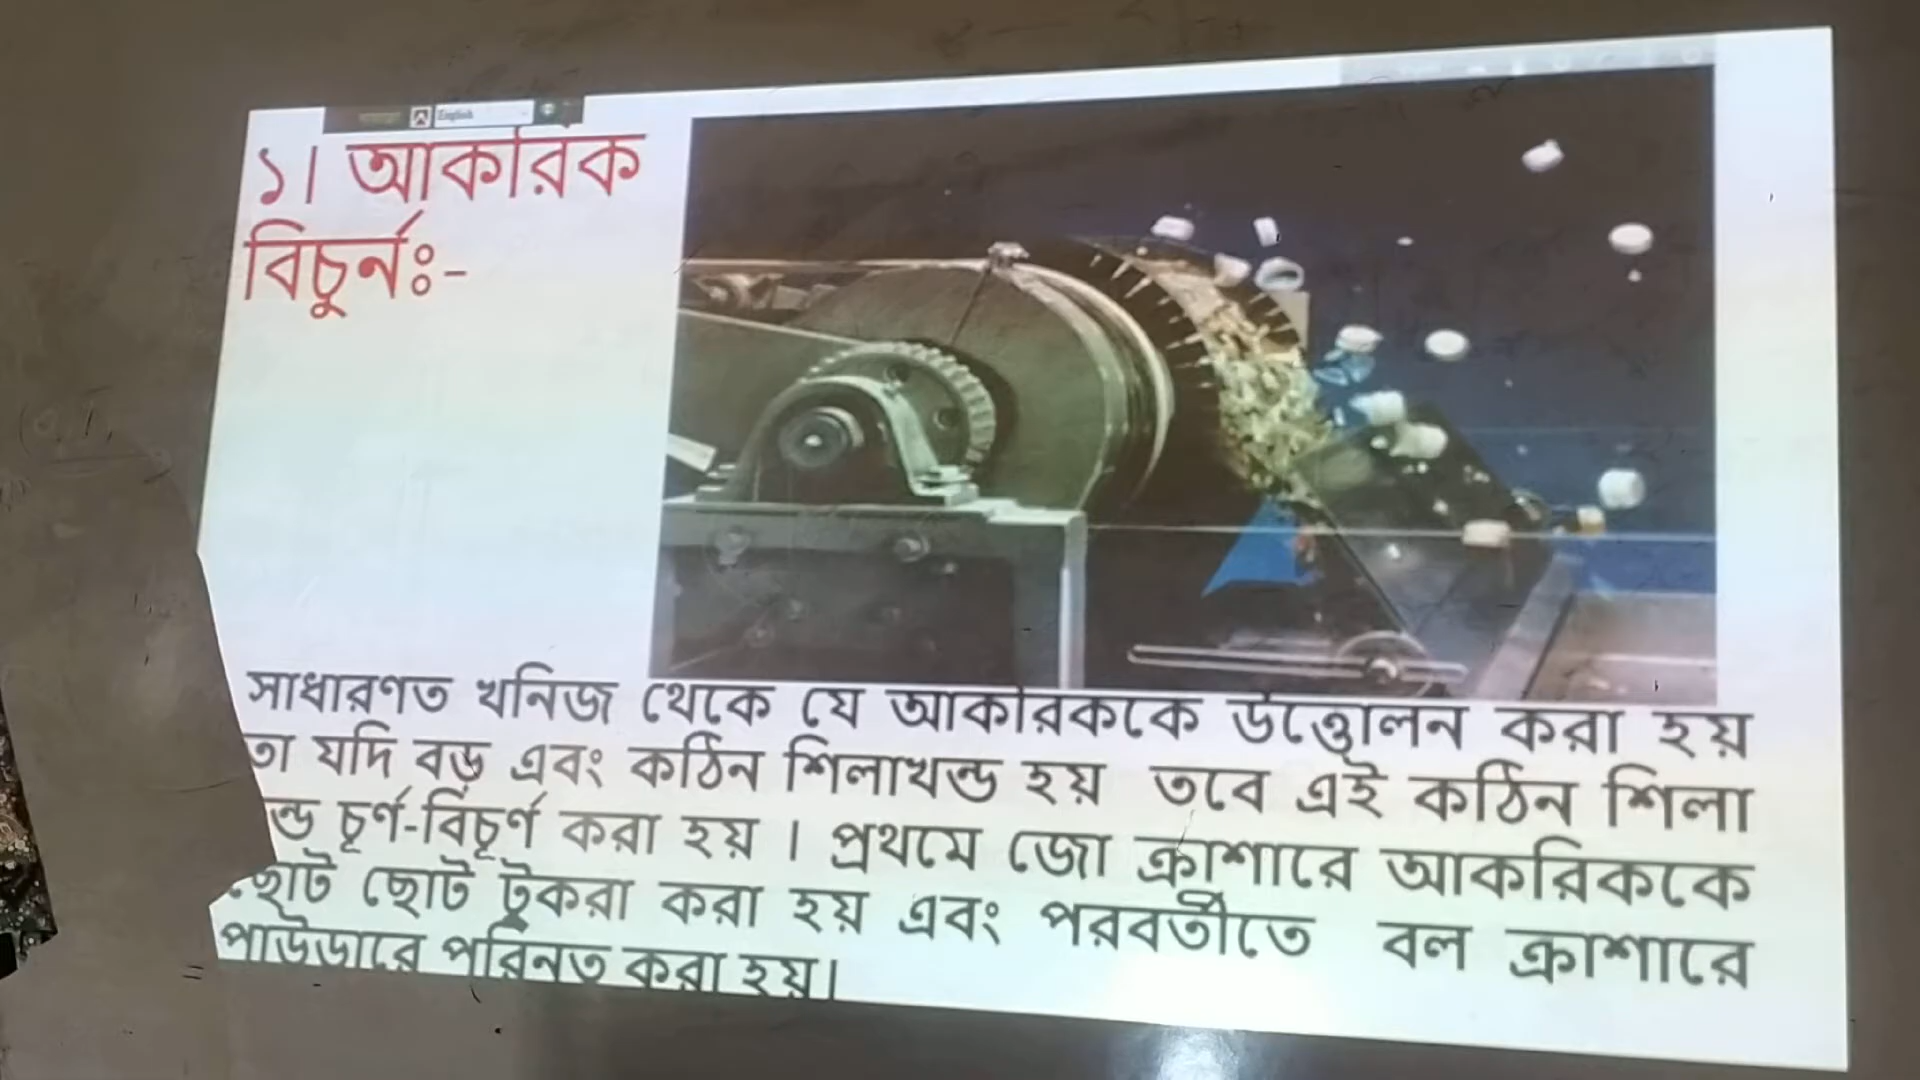 English
১। আকরিক
বিচুর্নঃ-
সাধারণত খনিজ থেকে যে আকরিককে উত্তোলন করা হয়
তা যদি বড় এবং কঠিন শিলাখন্ড হয় তবে এই কঠিন শিলা
ন্ড চূর্ণ-বিচূর্ণ করা হয় । প্রথমে জো ক্রাশারে আকরিককে
ছোট ছোট টুকরা করা হয় এবং পরবর্তীতে বল ক্রাশারে
পাউডারে পরিনত করা হয়।